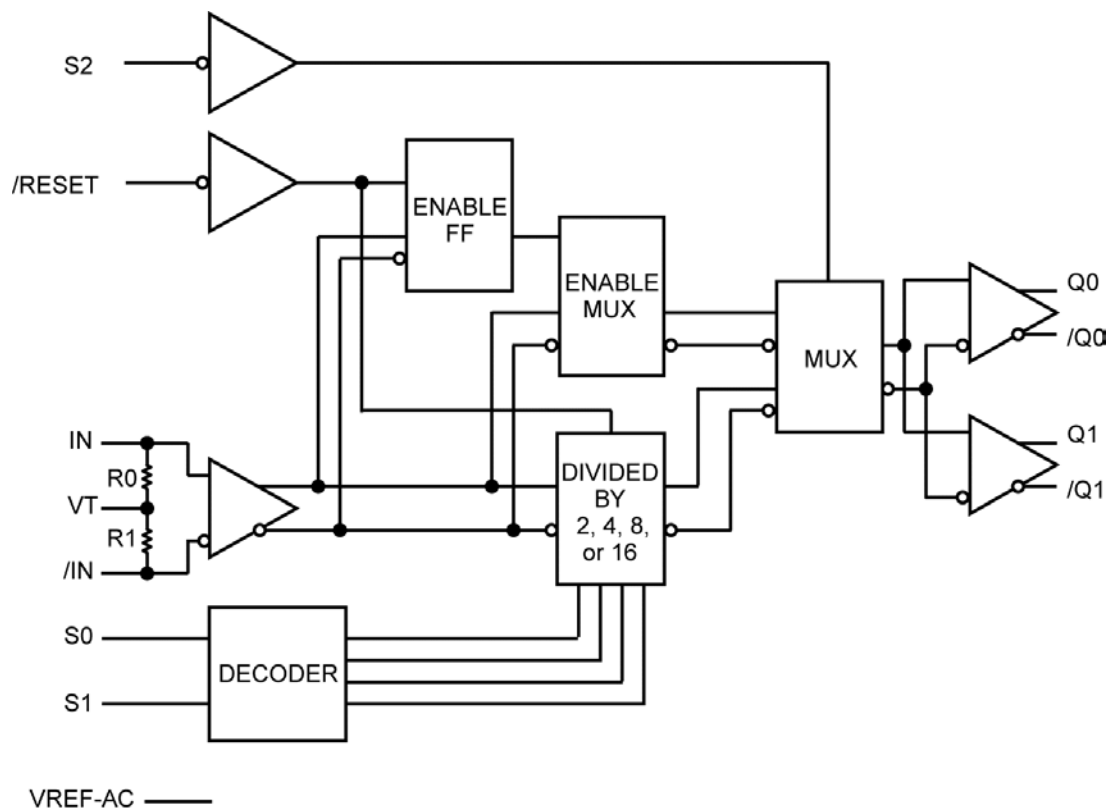 S2
/RESET
ENABLE
FF
ENABLE
MUX
MUX
Q0
/Q0
Q1
/Q1
IN
R0
VT
R1
/IN
DIVIDED
BY
2, 4, 8,
or 16
S0
DECODER
S1
VREF-AC